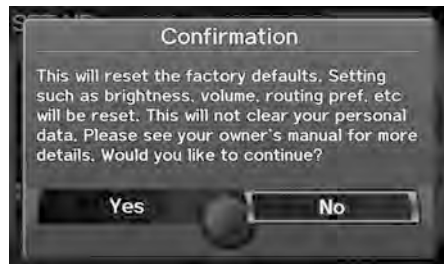 Confirmation
This will reset the factory defaults. Setting
such as brightness, volume, routing pref, etc
will be reset. This will not clear your personal
data. Please see your owner's manual for more
details. Would you like to continue?
Yes
No